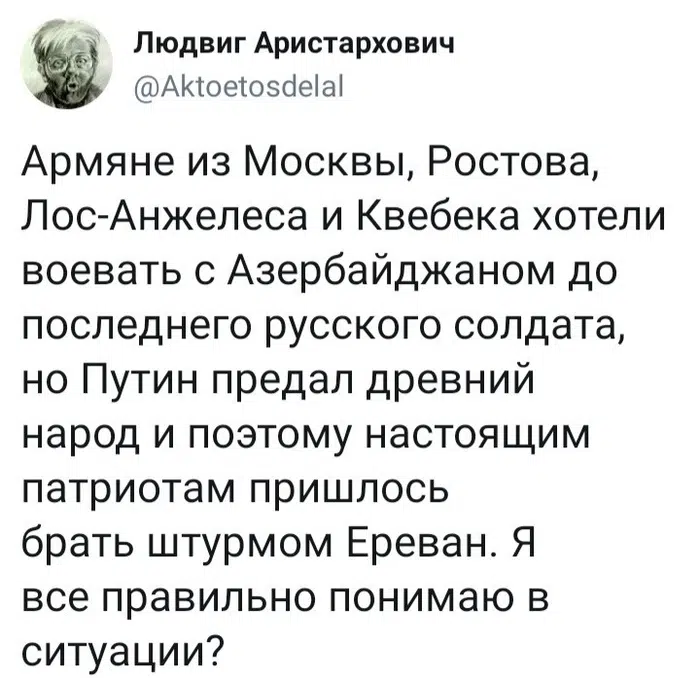 Людвиг Аристархович
@Aktoetosdelal
Армяне из Москвы, Ростова,
Лос-Анжелеса и Квебека хотели
воевать с Азербайджаном до
последнего русского солдата,
но Путин предал древний
народ и поэтому настоящим
патриотам пришлось
брать штурмом Ереван. Я
все правильно понимаю в
ситуации?